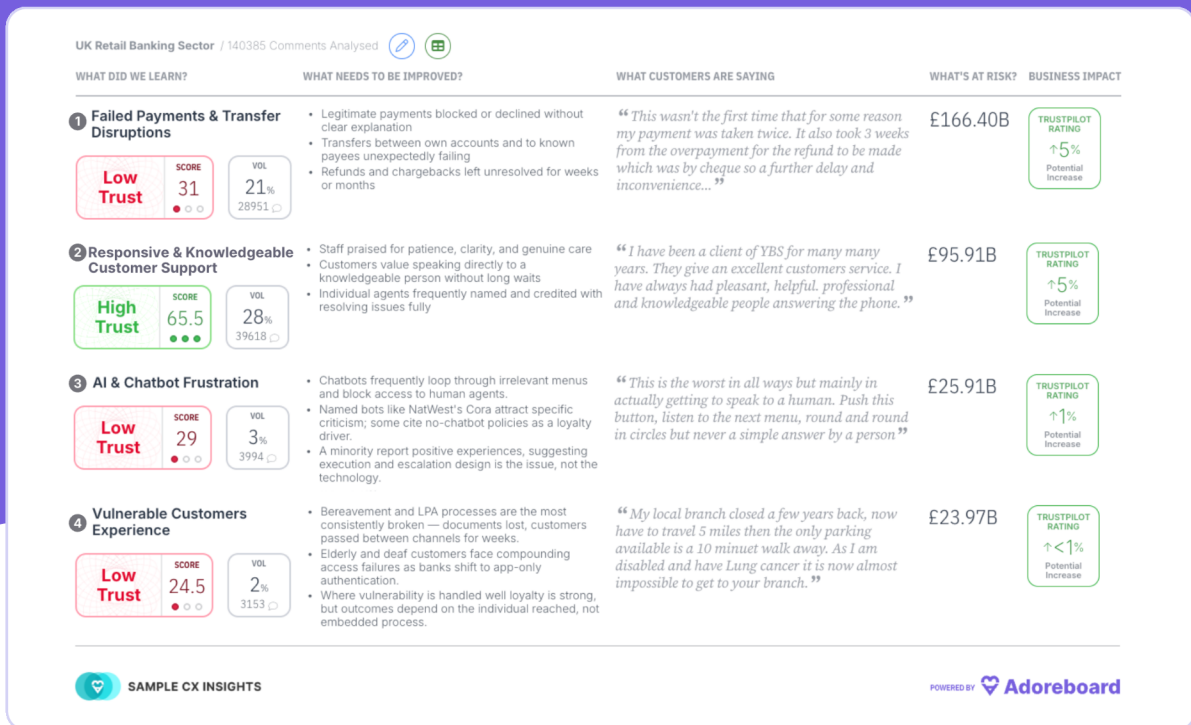 UK Retail Banking Sector / 140385 Comments Analysed
WHAT DID WE LEARN?
WHAT NEEDS TO BE IMPROVED?
WHAT CUSTOMERS ARE SAYING
WHAT'S AT RISK?
BUSINESS IMPACT
1
Failed Payments & Transfer
Disruptions
Low
Trust
SCORE
31
VOL
21%
28951
• Legitimate payments blocked or declined without
clear explanation
• Transfers between own accounts and to known
payees unexpectedly failing
• Refunds and chargebacks left unresolved for weeks
or months
“This wasn’t the first time that for some reason
my payment was taken twice. It also took 3 weeks
from the overpayment for the refund to be made
which was by cheque so a further delay and
inconvenience...”
£166.40B
TRUSTPILOT
RATING
↑5%
Potential
Increase
2
Responsive & Knowledgeable
Customer Support
High
Trust
SCORE
65.5
VOL
28%
39618
• Staff praised for patience, clarity, and genuine care
• Customers value speaking directly to a
knowledgeable person without long waits
• Individual agents frequently named and credited with
resolving issues fully
“I have been a client of YBS for many many
years. They give an excellent customers service. I
have always had pleasant, helpful. professional
and knowledgeable people answering the phone.”
£95.91B
TRUSTPILOT
RATING
↑5%
Potential
Increase
3
AI & Chatbot Frustration
Low
Trust
SCORE
29
VOL
3%
3994
• Chatbots frequently loop through irrelevant menus
and block access to human agents.
• Named bots like NatWest's Cora attract specific
criticism; some cite no-chatbot policies as a loyalty
driver.
• A minority report positive experiences, suggesting
execution and escalation design is the issue, not the
technology.
“This is the worst in all ways but mainly in
actually getting to speak to a human. Push this
button, listen to the next menu, round and round
in circles but never a simple answer by a person”
£25.91B
TRUSTPILOT
RATING
↑1%
Potential
Increase
4
Vulnerable Customers
Experience
Low
Trust
SCORE
24.5
VOL
2%
3153
• Bereavement and LPA processes are the most
consistently broken — documents lost, customers
passed between channels for weeks.
• Elderly and deaf customers face compounding
access failures as banks shift to app-only
authentication.
• Where vulnerability is handled well loyalty is strong,
but outcomes depend on the individual reached, not
embedded process.
“My local branch closed a few years back, now
have to travel 5 miles then the only parking
available is a 10 minuet walk away. As I am
disabled and have Lung cancer it is now almost
impossible to get to your branch.”
£23.97B
TRUSTPILOT
RATING
↑<1%
Potential
Increase
SAMPLE CX INSIGHTS
POWERED BY Adoreboard